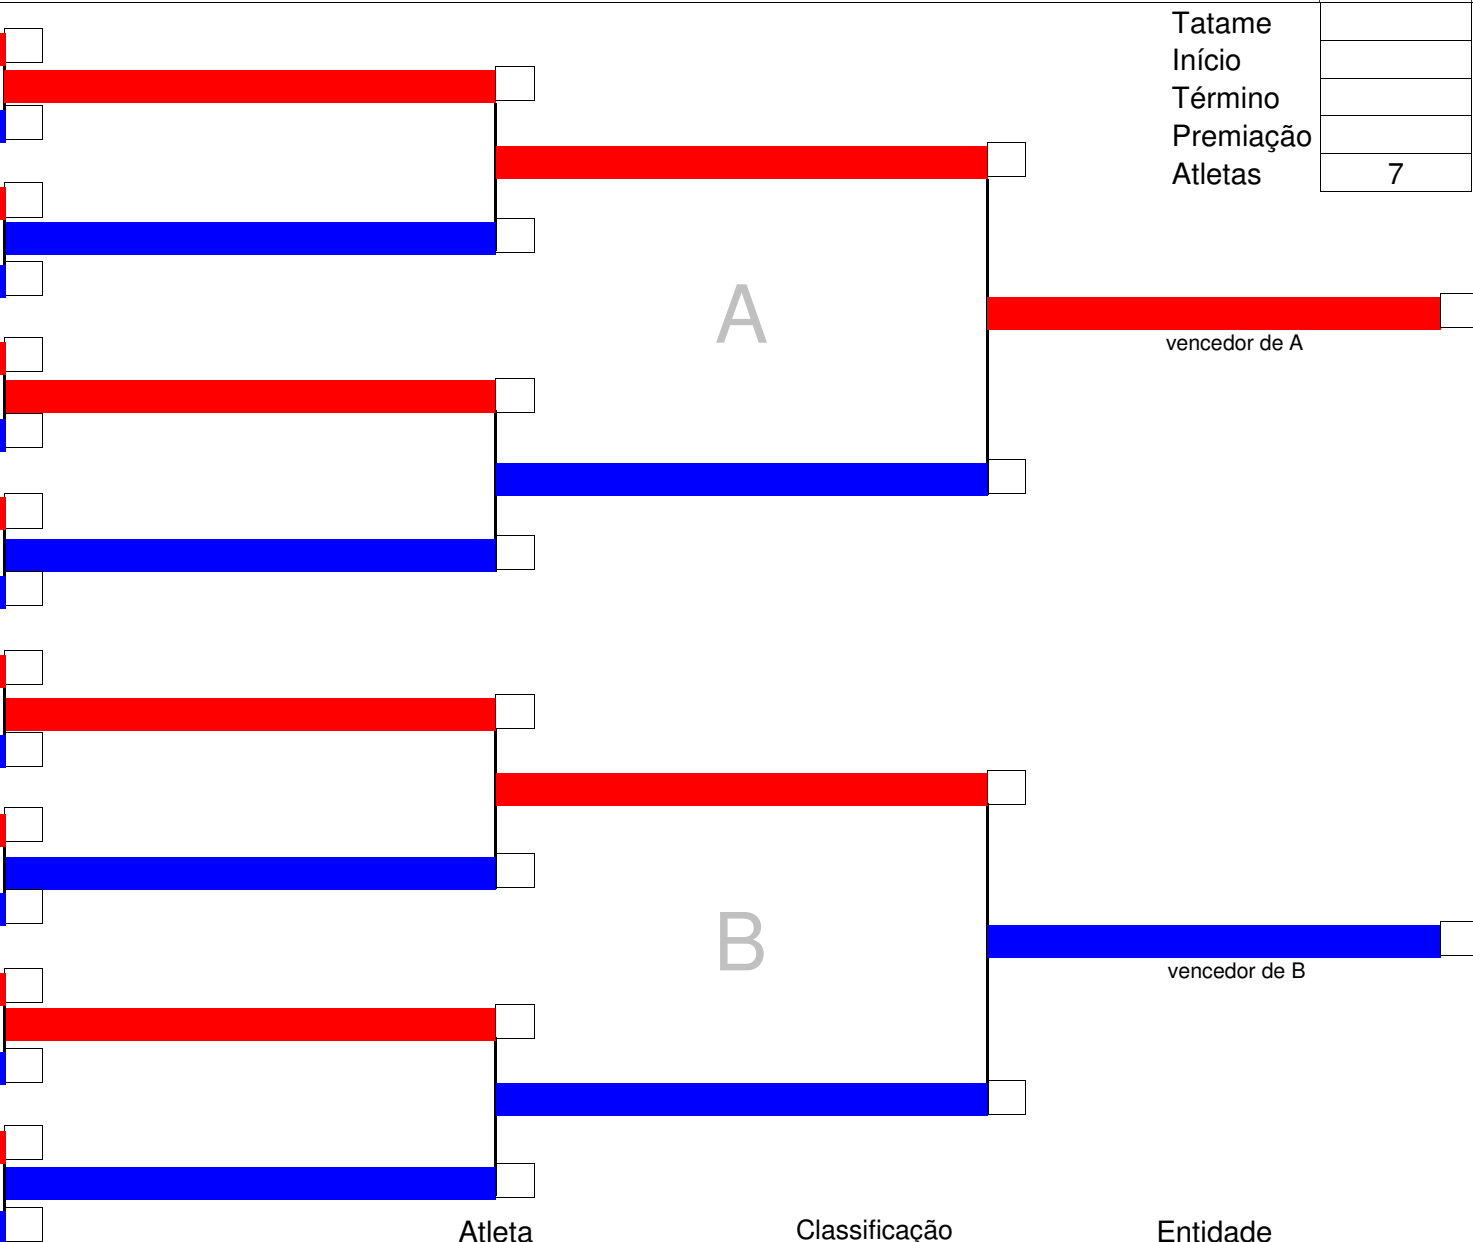 Tatame
Início
Término
Premiação
Atletas 7
A
vencedor de A
B
vencedor de B
Atleta Classificação Entidade